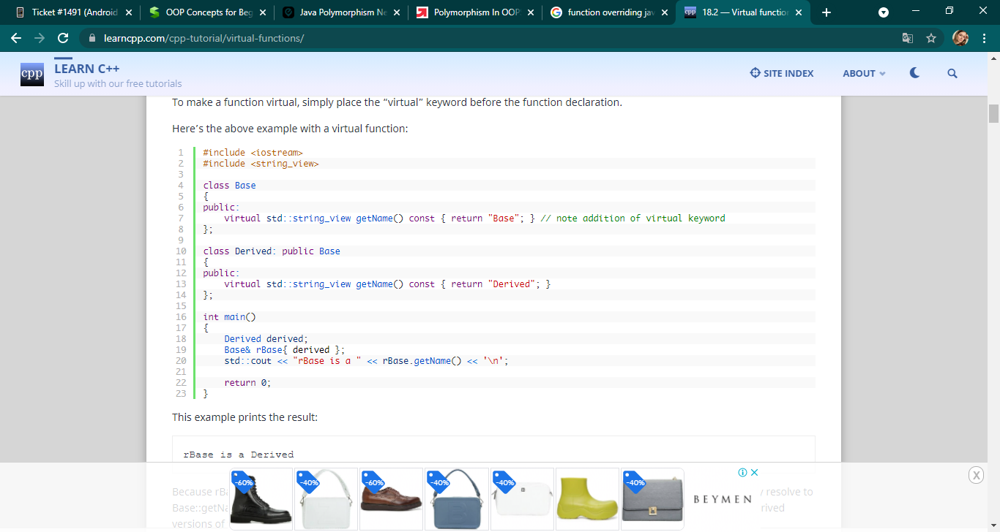 Ticket #1491 (Android
OOP Concepts for Beg
Java Polymorphism Ne
Polymorphism In OOP
function overriding jav
cpp 18.2 — Virtual function
learncpp.com/cpp-tutorial/virtual-functions/
cpp
LEARN C++
Skill up with our free tutorials
SITE INDEX
ABOUT
To make a function virtual, simply place the “virtual” keyword before the function declaration.
Here’s the above example with a virtual function:
1 #include <iostream>
2 #include <string_view>
3
4 class Base
5 {
6 public:
7 virtual std::string_view getName() const { return "Base"; } // note addition of virtual keyword
8 };
9
10 class Derived: public Base
11 {
12 public:
13 virtual std::string_view getName() const { return "Derived"; }
14 };
15
16 int main()
17 {
18 Derived derived;
19 Base& rBase{ derived };
20 std::cout << "rBase is a " << rBase.getName() << '\n';
21
22 return 0;
23 }
This example prints the result:
rBase is a Derived
-60%
-40%
-60%
-40%
-40%
-40%
BEYMEN
X
Because rB
resolve to
Base::getNa
rived
versions of